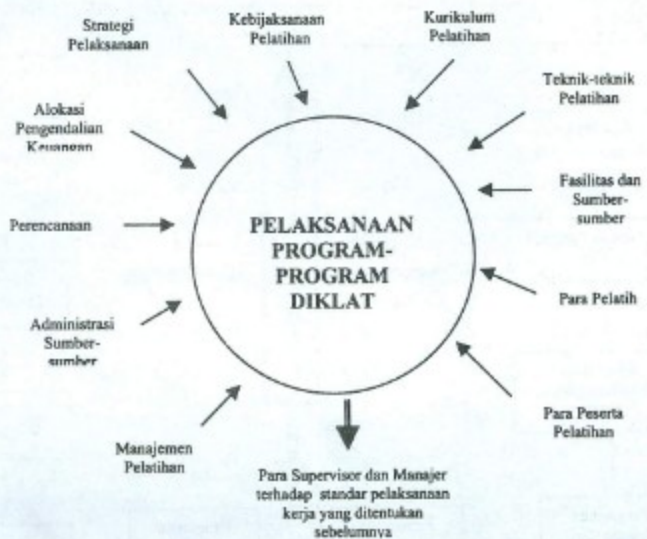 Strategi
Pelaksanaan
Kebijaksanaan
Pelatihan
Kurikulum
Pelatihan
Teknik-teknik
Pelatihan
Alokasi
Pengendalian
Keuangan
Fasilitas dan
Sumber-
sumber
Perencanaan
PELAKSANAAN
PROGRAM-
PROGRAM
DIKLAT
Para Pelatih
Administrasi
Sumber-
sumber
Para Peserta
Pelatihan
Manajemen
Pelatihan
Para Supervisor dan Manajer
terhadap standar pelaksanaan
kerja yang ditentukan
sebelumnya